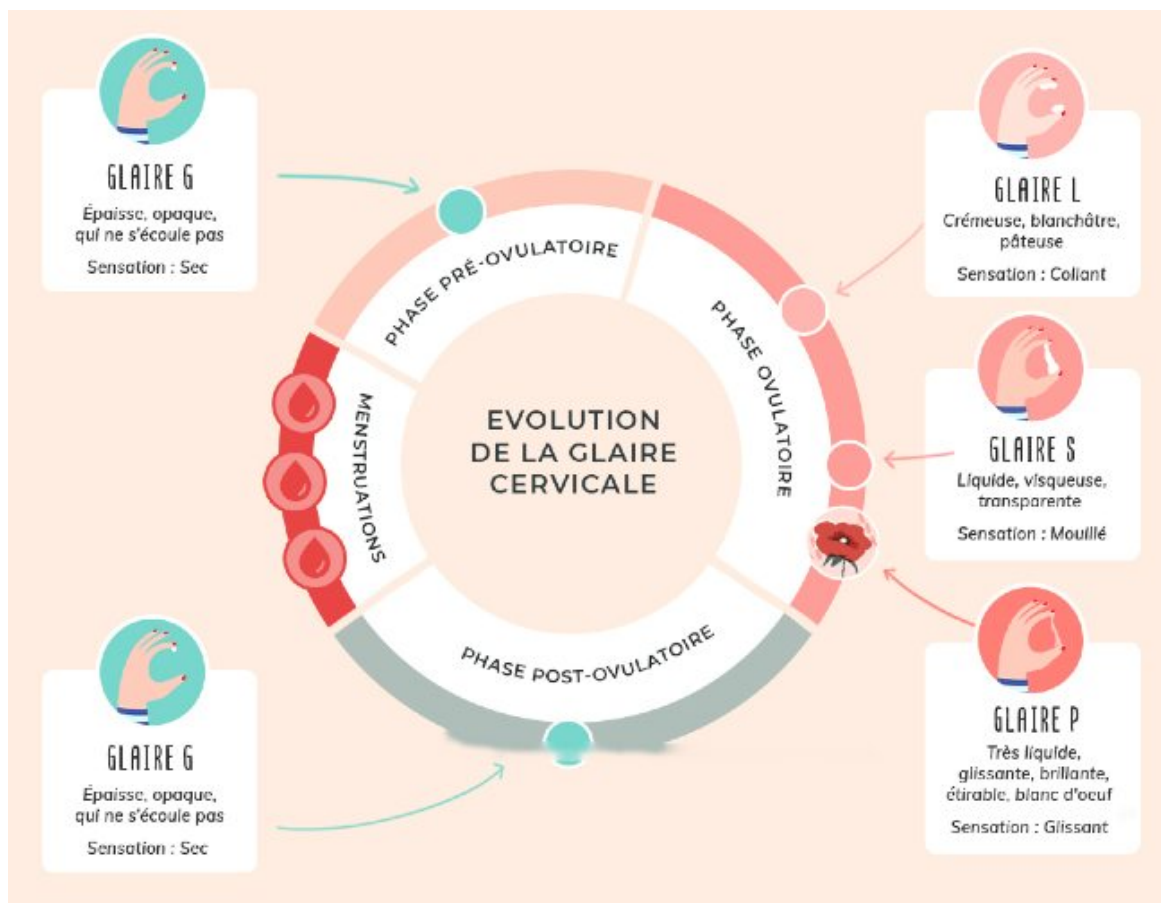 GLAIRE G
Épaisse, opaque,
qui ne s'écoule pas
Sensation : Sec
GLAIRE L
Crémeuse, blanchâtre,
pâteuse
Sensation : Collant
PHASE PRÉ-OVULATOIRE
PHASE OVULATOIRE
GLAIRE S
Liquide, visqueuse,
transparente
Sensation : Mouillé
MENSTRUATIONS
EVOLUTION
DE LA GLAIRE
CERVICALE
PHASE POST-OVULATOIRE
GLAIRE G
Épaisse, opaque,
qui ne s'écoule pas
Sensation : Sec
GLAIRE P
Très liquide,
glissante, brillante,
étirable, blanc d'oeuf
Sensation : Glissant